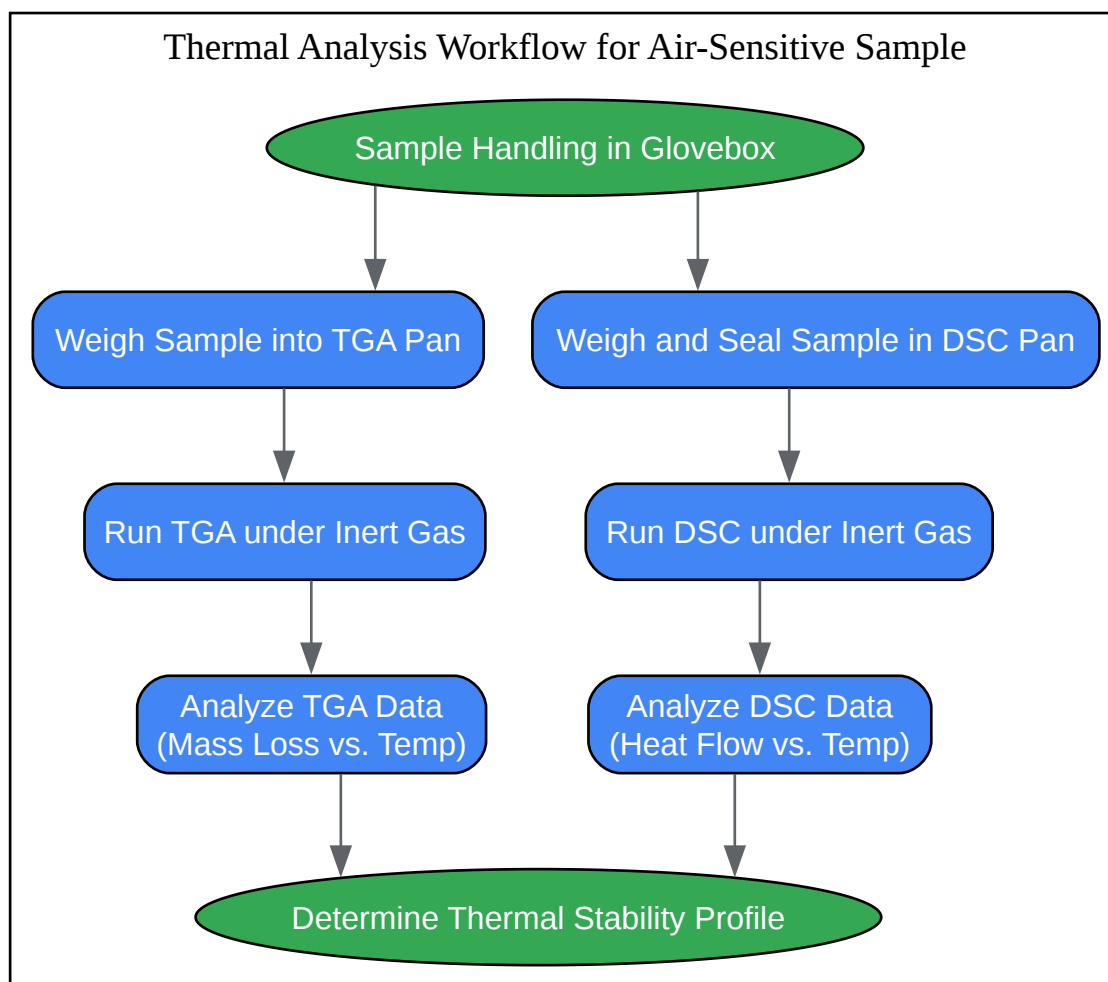 Thermal Analysis Workflow for Air-Sensitive Sample
Sample Handling in Glovebox
Weigh Sample into TGA Pan
Weigh and Seal Sample in DSC Pan
Run TGA under Inert Gas
Run DSC under Inert Gas
Analyze TGA Data
(Mass Loss vs. Temp)
Analyze DSC Data
(Heat Flow vs. Temp)
Determine Thermal Stability Profile